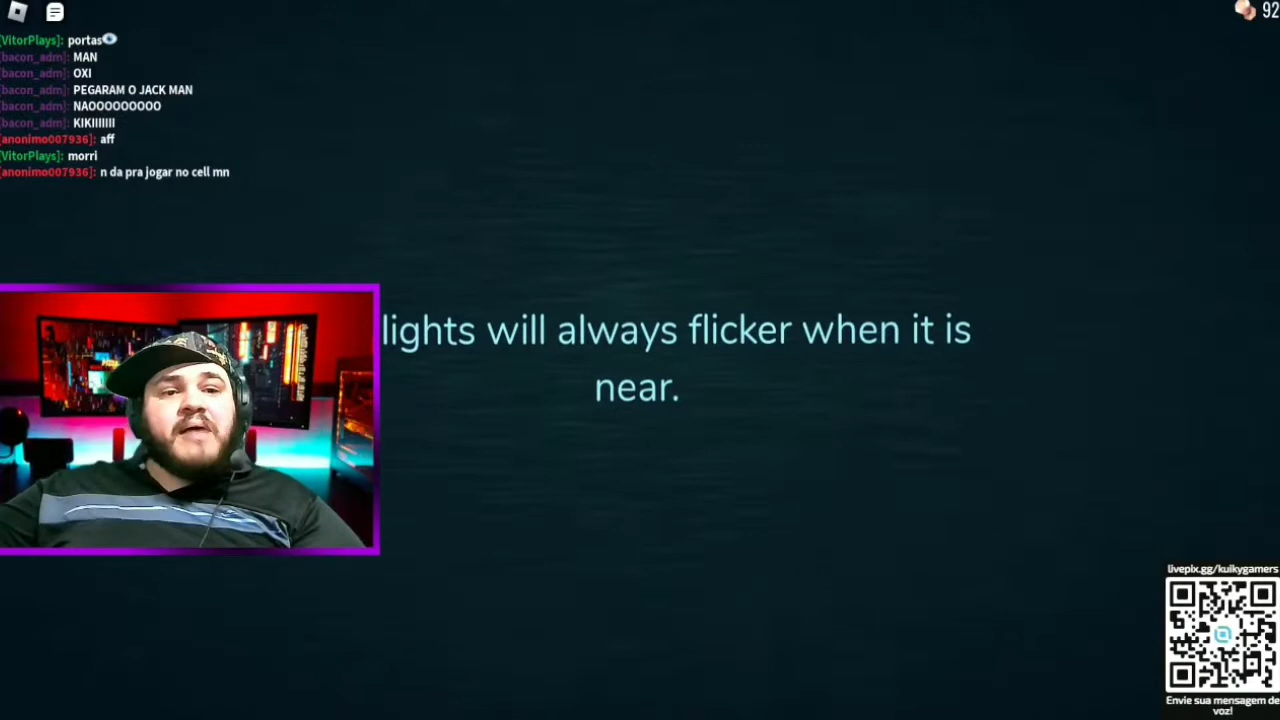 92
[VitorPlays]: portas
[bacon_adm]: MAN
[bacon_adm]: OXI
[bacon_adm]: PEGARAM O JACK MAN
[bacon_adm]: NAOOOOOOOOO
[bacon_adm]: KIKIIIIIII
[anonimo007936]: aff
[VitorPlays]: morri
[anonimo007936]: n da pra jogar no cell mn
lights will always flicker when it is
near.
livepix.gg/kuikygamers
Envie sua mensagem de
voz!